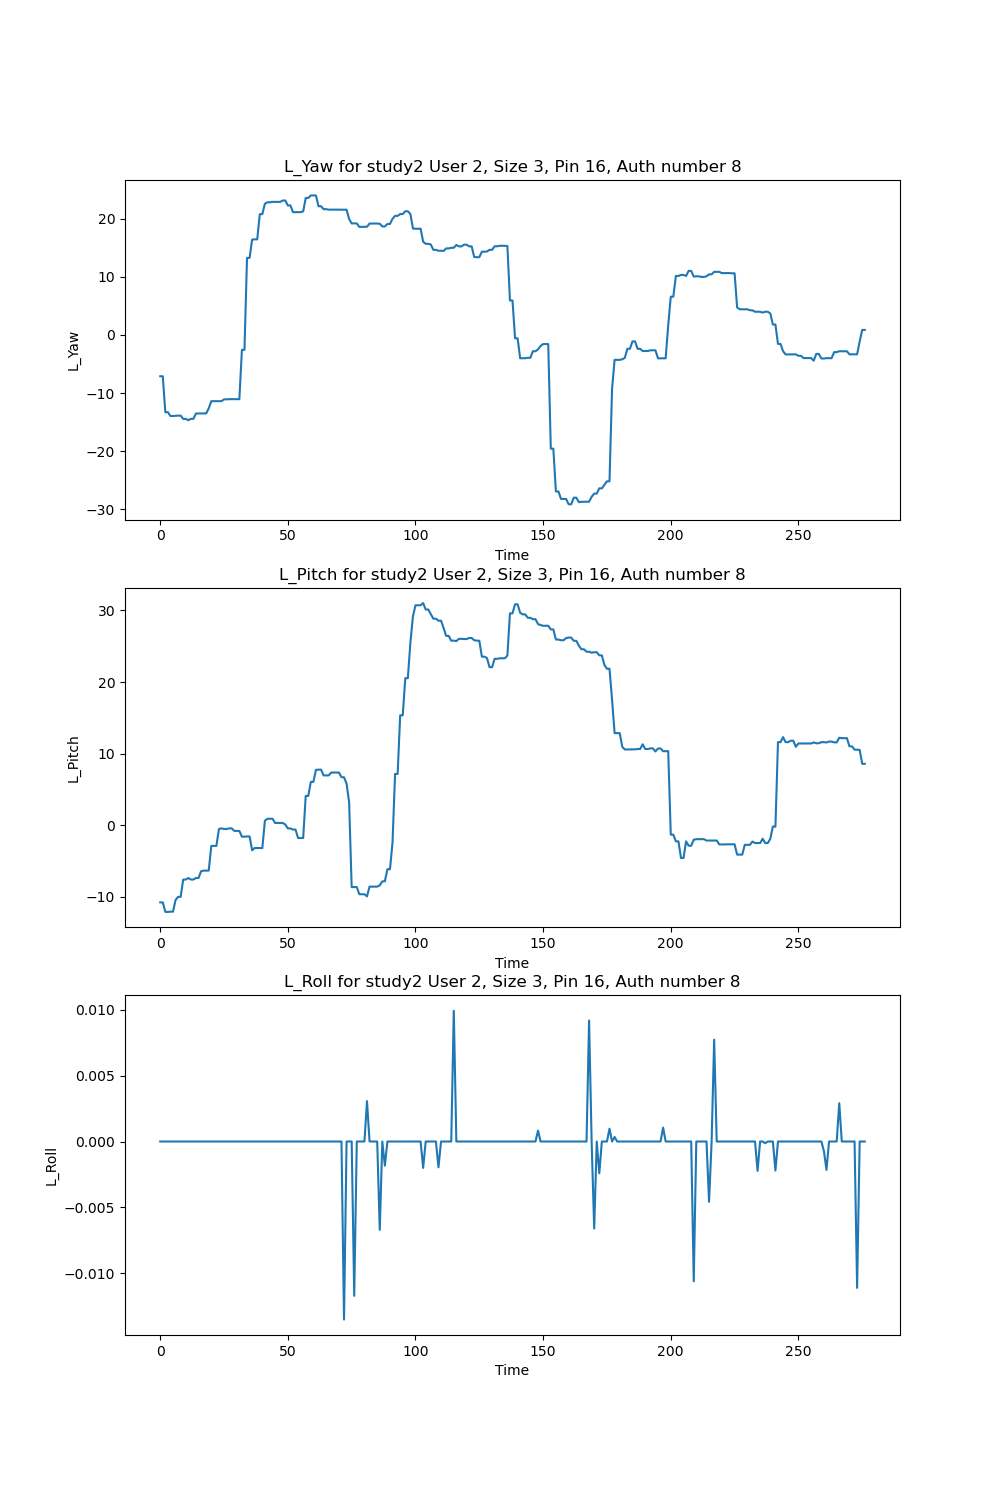 L_Yaw for study2 User 2, Size 3, Pin 16, Auth number 8
20
10
0
−10
−20
−30
L_Yaw
0 50 100 150 200 250
Time
L_Pitch for study2 User 2, Size 3, Pin 16, Auth number 8
30
20
10
0
−10
L_Pitch
0 50 100 150 200 250
Time
L_Roll for study2 User 2, Size 3, Pin 16, Auth number 8
0.010
0.005
0.000
−0.005
−0.010
L_Roll
0 50 100 150 200 250
Time